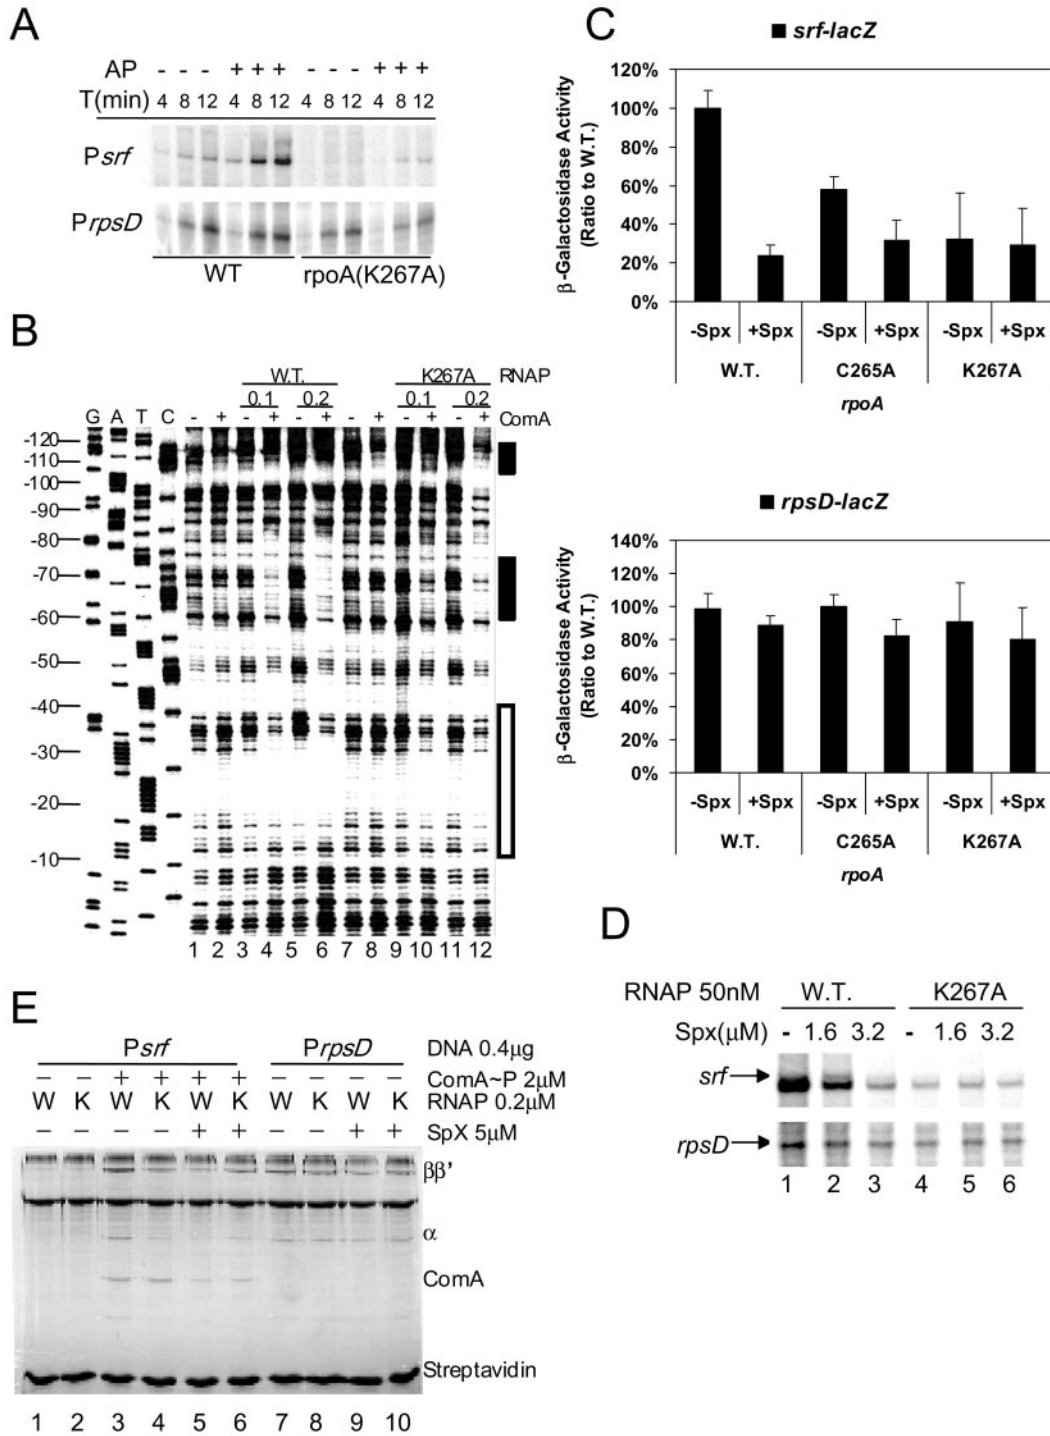 A
AP - - - + + + - - - + + +
T(min) 4 8 12 4 8 12 4 8 12 4 8 12
Psrf
PrpsD
WT rpoA(K267A)
B
W.T. K267A RNAP
0.1 0.2 0.1 0.2
G A T C - + - + - + - + - + - + ComA
-120
-110
-100
-90
-80
-70
-60
-50
-40
-30
-20
-10
1 2 3 4 5 6 7 8 9 10 11 12
C
srf-lacZ
β-Galactosidase Activity
(Ratio to W.T.)
120%
100%
80%
60%
40%
20%
0%
-Spx +Spx -Spx +Spx -Spx +Spx
W.T. C265A K267A
rpoA
rpsD-lacZ
β-Galactosidase Activity
(Ratio to W.T.)
140%
120%
100%
80%
60%
40%
20%
0%
-Spx +Spx -Spx +Spx -Spx +Spx
W.T. C265A K267A
rpoA
D
RNAP 50nM W.T. K267A
Spx(μM) - 1.6 3.2 - 1.6 3.2
srf
rpsD
1 2 3 4 5 6
E
Psrf PrpsD DNA 0.4μg
- - + + + + - - - - ComA~P 2μM
W K W K W K W K W K RNAP 0.2μM
- - - - + + - - + + SpX 5μM
ββ'
α
ComA
Streptavidin
1 2 3 4 5 6 7 8 9 10